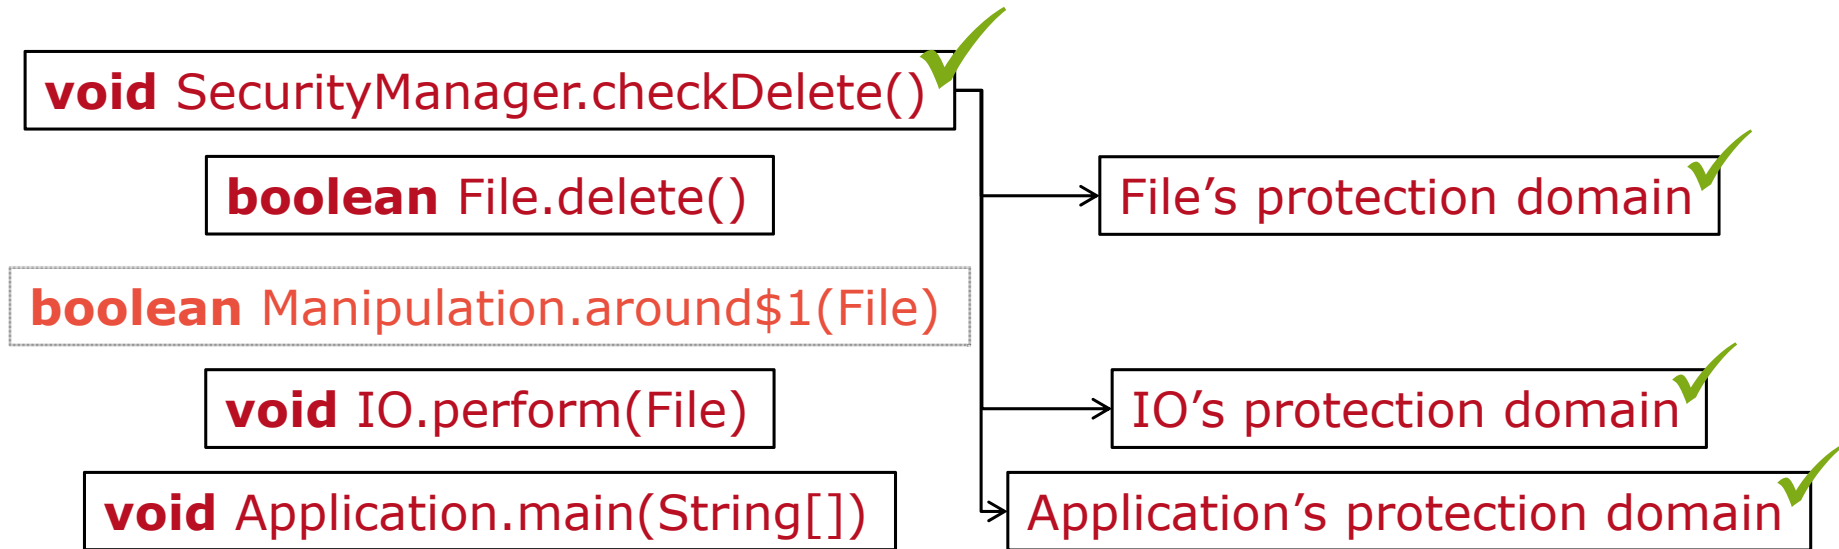 void SecurityManager.checkDelete()
boolean File.delete()
File’s protection domain
boolean Manipulation.around$1(File)
void IO.perform(File)
IO’s protection domain
void Application.main(String[])
Application’s protection domain